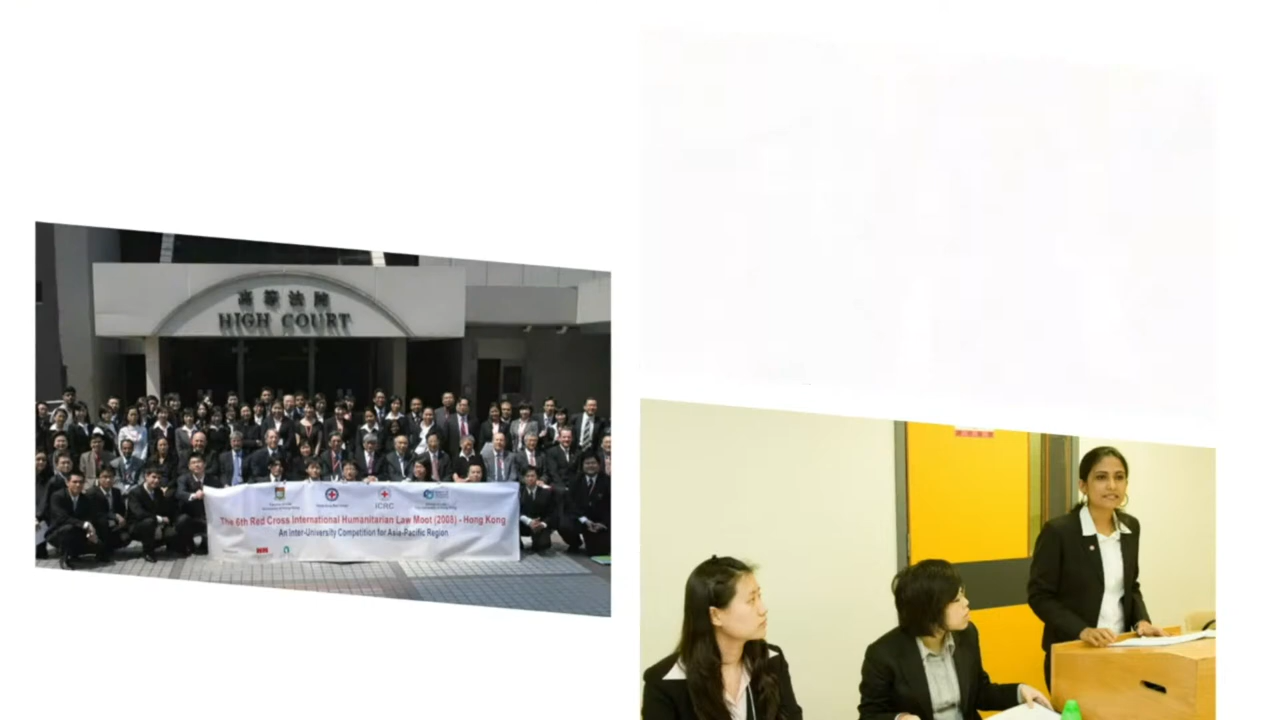 高等法院
HIGH COURT
ICRC
The 6th Red Cross International Humanitarian Law Moot (2008) - Hong Kong
An Inter-University Competition for Asia-Pacific Region